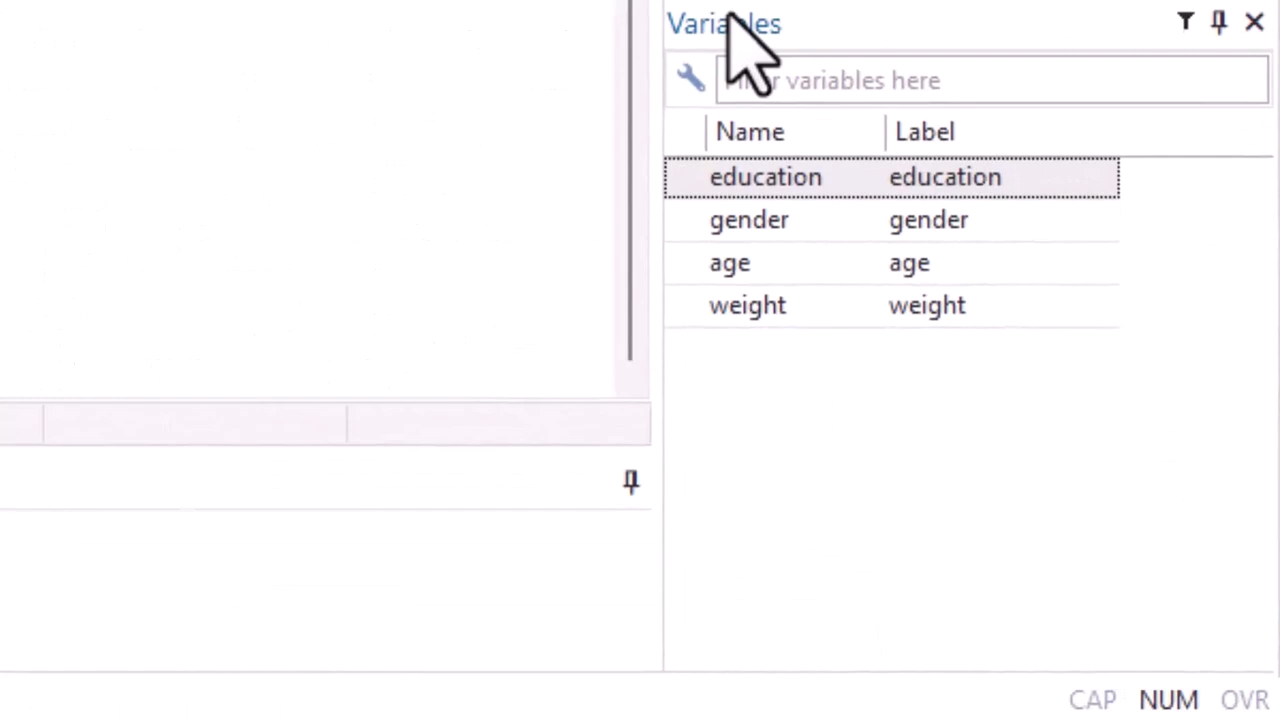 Variables
variables here
Name Label
education education
gender gender
age age
weight weight
CAP NUM OVR